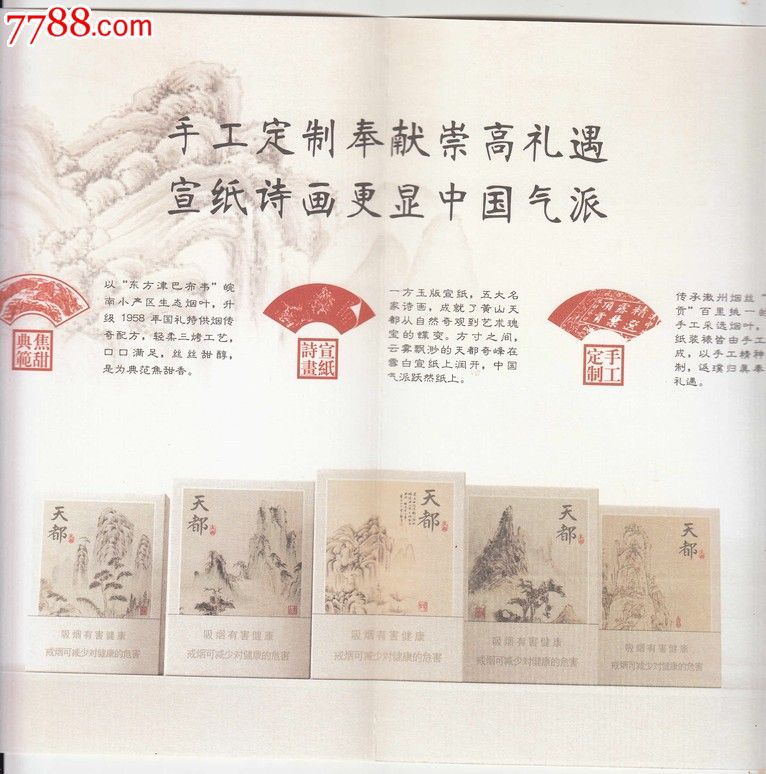 7788.com
手工定制奉献崇高礼遇
宣纸诗画更显中国气派
焦甜
典範
以“东方津巴布韦”皖
南小产区生态烟叶，升
级 1958 年国礼特供烟传
奇配方，轻柔三烤工艺，
口口满足，丝丝甜醇，
是为典范焦甜香。
宣紙
詩畫
一方玉版宣纸，五大名
家诗画，成就了黄山天
都从自然奇观到艺术瑰
宝的蝶变。方寸之间，
云雾飘渺的天都奇峰在
雪白宣纸上润开，中国
气派跃然纸上。
手工
定制
传承徽州烟丝“
贡”百里挑一的
手工采选烟叶，
纸装裱皆由手工
成，以手工精神
制，返璞归真奉
礼遇。
天都
吸烟有害健康
戒烟可减少对健康的危害
天都
吸烟有害健康
戒烟可减少对健康的危害
天都
吸烟有害健康
戒烟可减少对健康的危害
天都
吸烟有害健康
戒烟可减少对健康的危害
天都
吸烟有害健康
戒烟可减少对健康的危害